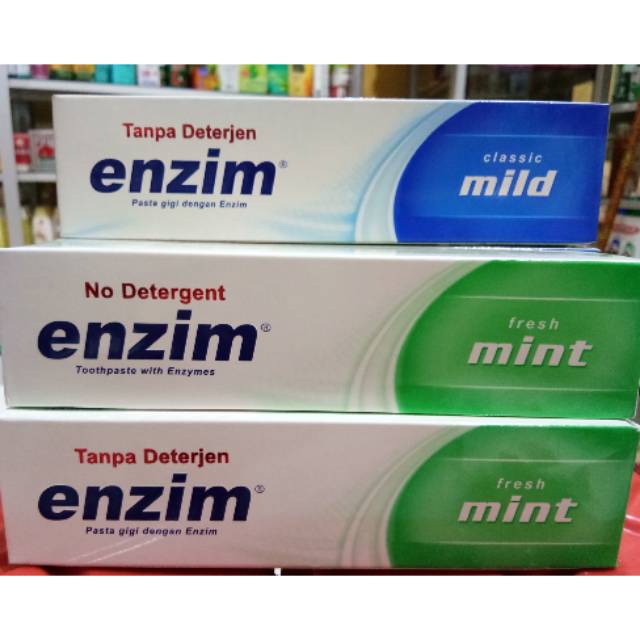 Tanpa Deterjen
enzim®
Pasta gigi dengan Enzim
classic
mild
No Detergent
enzim®
Toothpaste with Enzymes
fresh
mint
Tanpa Deterjen
enzim®
Pasta gigi dengan Enzim
fresh
mint